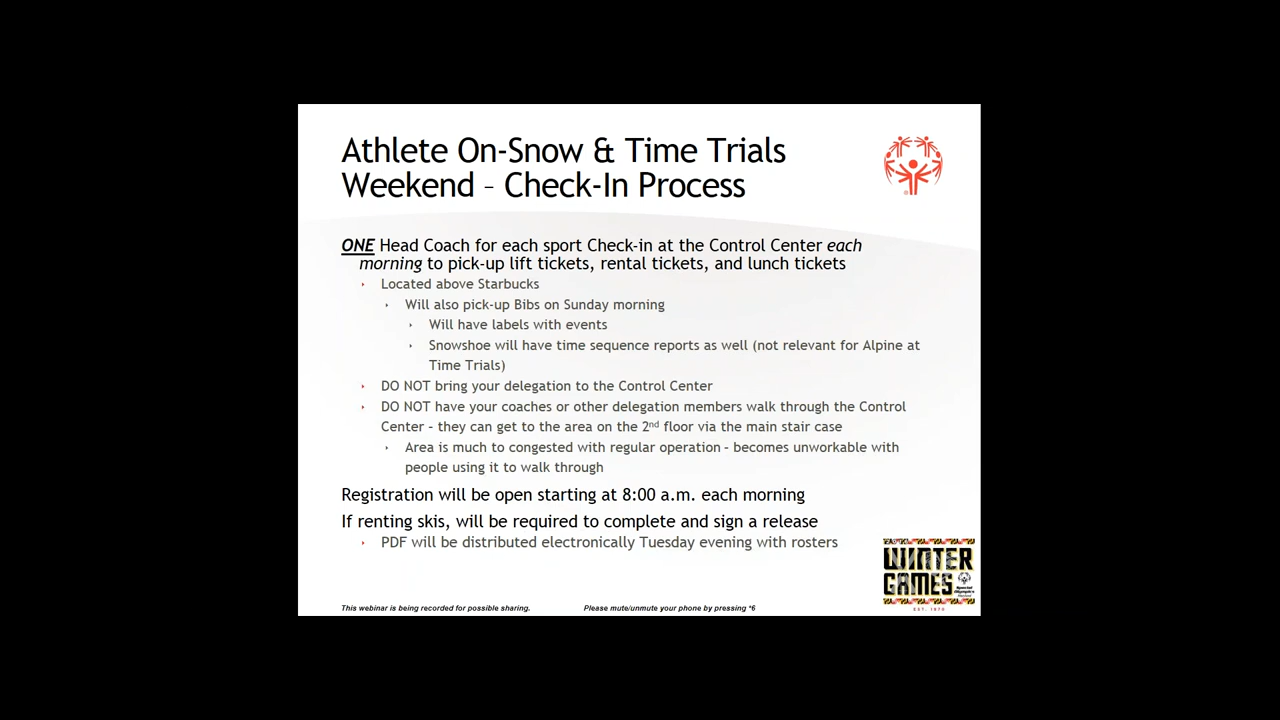 Athlete On-Snow & Time Trials
Weekend – Check-In Process
ONE Head Coach for each sport Check-in at the Control Center each
morning to pick-up lift tickets, rental tickets, and lunch tickets
Located above Starbucks
Will also pick-up Bibs on Sunday morning
Will have labels with events
Snowshoe will have time sequence reports as well (not relevant for Alpine at
Time Trials)
DO NOT bring your delegation to the Control Center
DO NOT have your coaches or other delegation members walk through the Control
Center – they can get to the area on the 2nd floor via the main stair case
Area is much to congested with regular operation – becomes unworkable with
people using it to walk through
Registration will be open starting at 8:00 a.m. each morning
If renting skis, will be required to complete and sign a release
PDF will be distributed electronically Tuesday evening with rosters
WINTER
GAMES
Special
Olympics
EST. 1970
This webinar is being recorded for possible sharing.
Please mute/unmute your phone by pressing *6